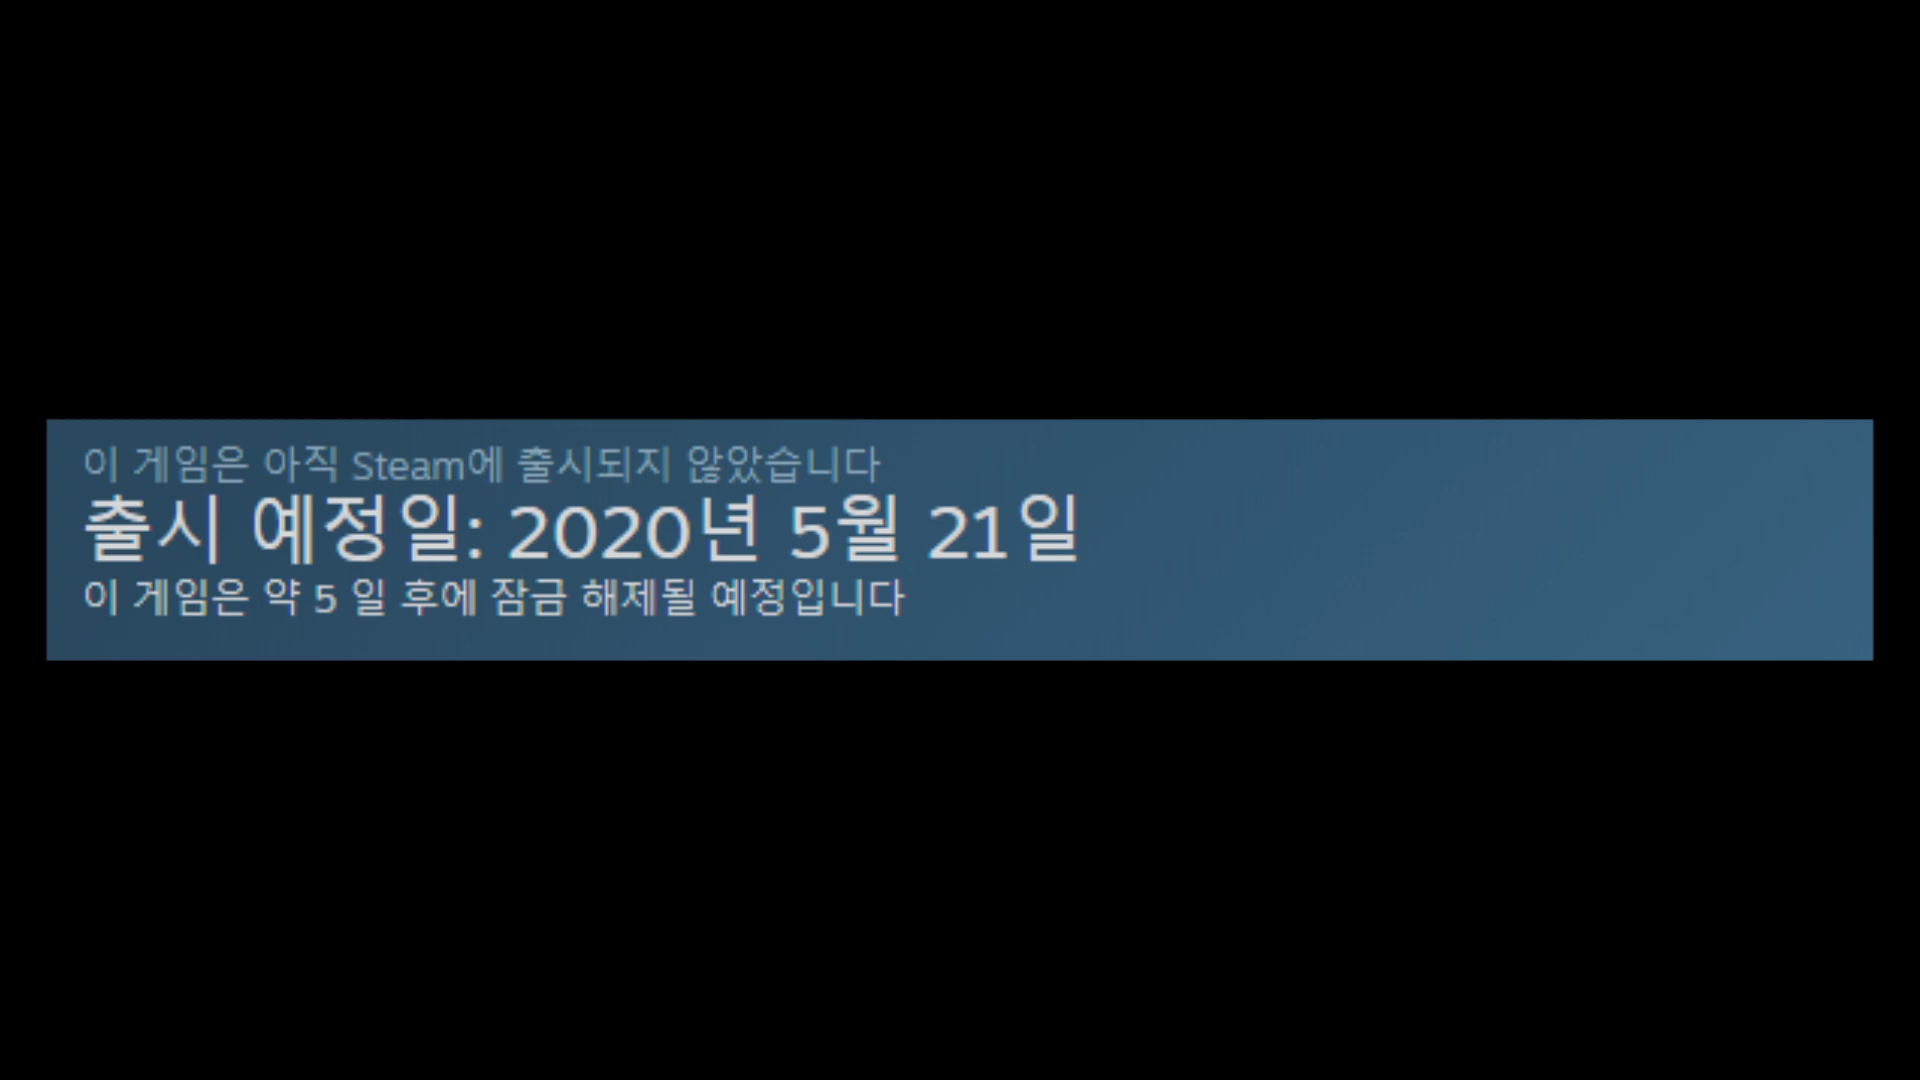 이 게임은 아직 Steam에 출시되지 않았습니다
출시 예정일: 2020년 5월 21일
이 게임은 약 5 일 후에 잠금 해제될 예정입니다